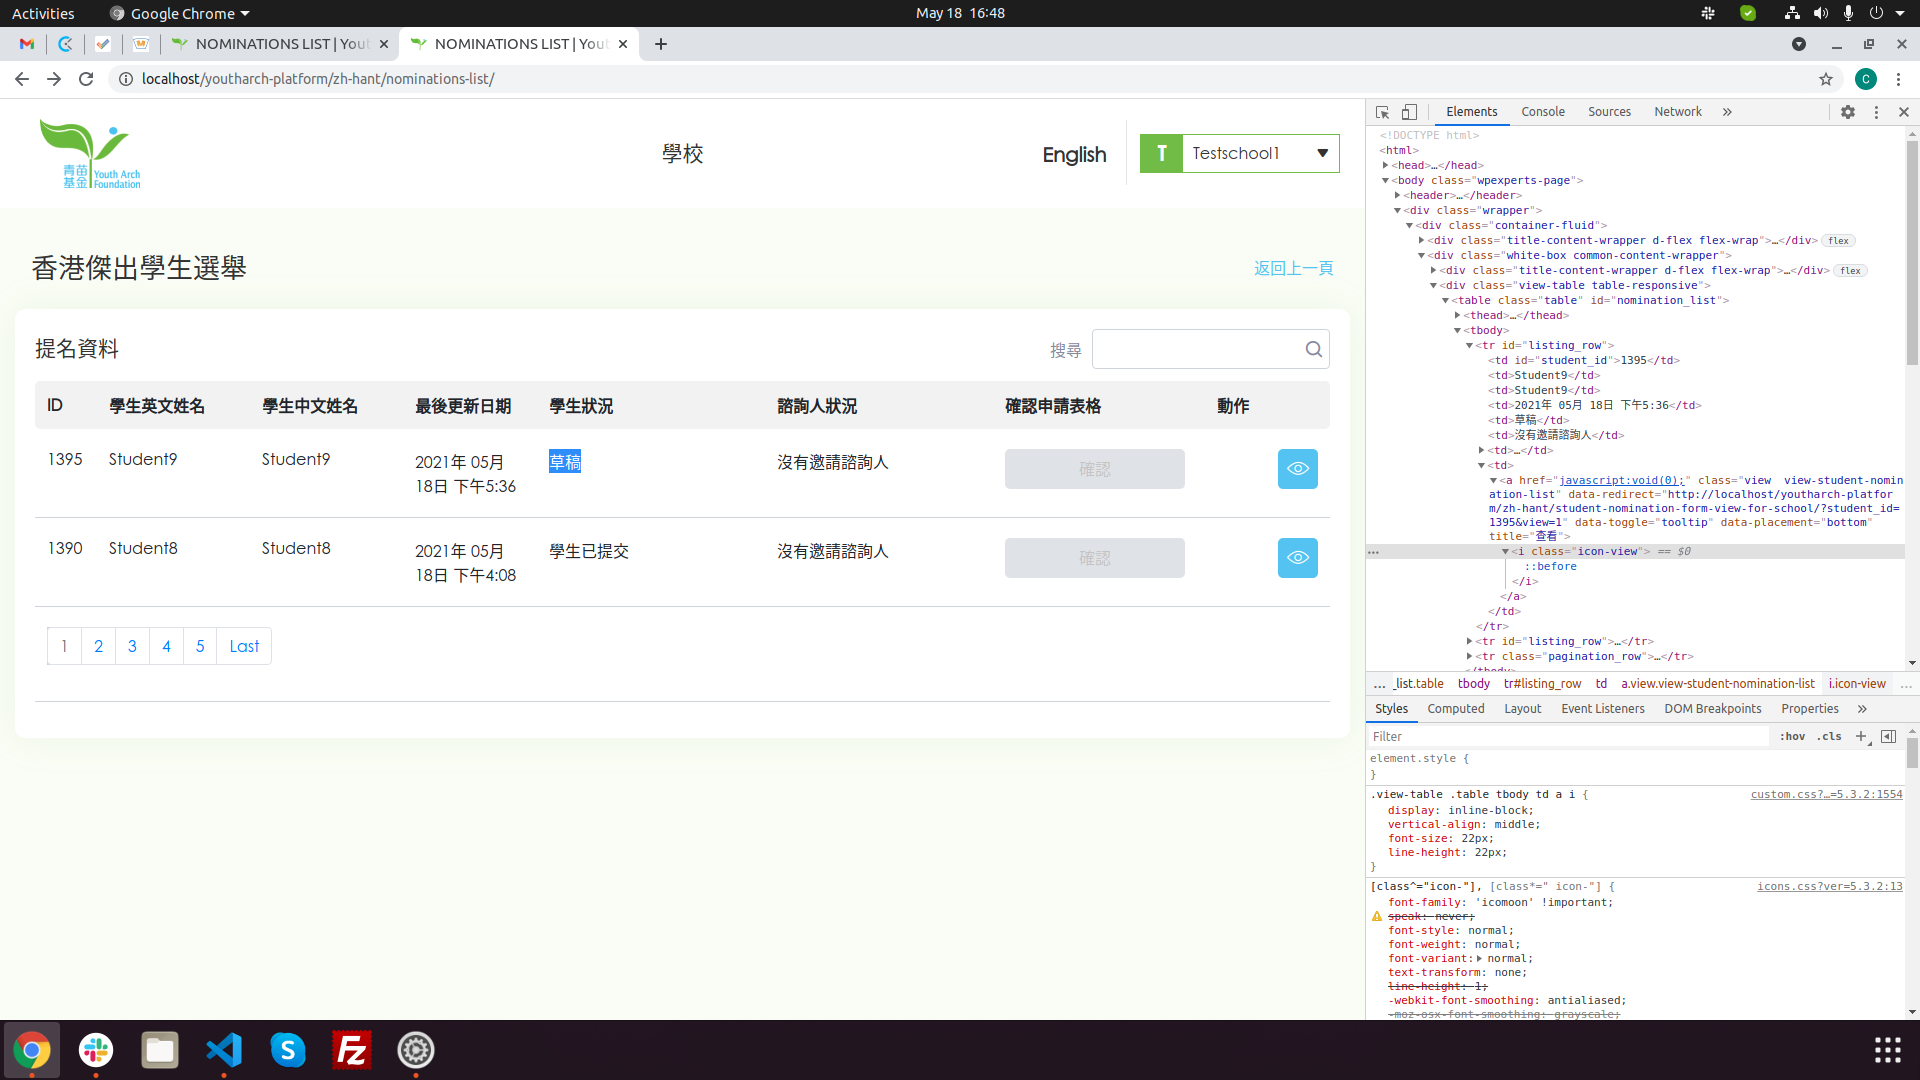 Activities Google Chrome May 18 16:48
NOMINATIONS LIST | Yout NOMINATIONS LIST | Yout
localhost/youtharch-platform/zh-hant/nominations-list/ C
青苗
基金 Youth Arch
Foundation
學校
English
T Testschool1
香港傑出學生選舉
返回上一頁
提名資料
搜尋
ID 學生英文姓名 學生中文姓名 最後更新日期 學生狀況 諮詢人狀況 確認申請表格 動作
1395 Student9 Student9 2021年 05月 18日 下午5:36 草稿 沒有邀請諮詢人 確認
1390 Student8 Student8 2021年 05月 18日 下午4:08 學生已提交 沒有邀請諮詢人 確認
1 2 3 4 5 Last
Elements Console Sources Network »
<!DOCTYPE html>
<html>
<head>…</head>
<body class="wpexperts-page">
<header>…</header>
<div class="wrapper">
<div class="container-fluid">
<div class="title-content-wrapper d-flex flex-wrap">…</div> flex
<div class="white-box common-content-wrapper">
<div class="title-content-wrapper d-flex flex-wrap">…</div> flex
<div class="view-table table-responsive">
<table class="table" id="nomination_list">
<thead>…</thead>
<tbody>
<tr id="listing_row">
<td id="student_id">1395</td>
<td>Student9</td>
<td>Student9</td>
<td>2021年 05月 18日 下午5:36</td>
<td>草稿</td>
<td>沒有邀請諮詢人</td>
<td>…</td>
<td>
<a href="javascript:void(0);" class="view  view-student-nomin
ation-list" data-redirect="http://localhost/youtharch-platfor
m/zh-hant/student-nomination-form-view-for-school/?student_id=
1395&view=1" data-toggle="tooltip" data-placement="bottom"
title="查看">
… <i class="icon-view"> == $0
::before
</i>
</a>
</td>
</tr>
<tr id="listing_row">…</tr>
<tr class="pagination_row">…</tr>
</tbody>
… _list.table tbody tr#listing_row td a.view.view-student-nomination-list i.icon-view …
Styles Computed Layout Event Listeners DOM Breakpoints Properties »
Filter :hov .cls +
element.style {
}
.view-table .table tbody td a i { custom.css?…=5.3.2:1554
display: inline-block;
vertical-align: middle;
font-size: 22px;
line-height: 22px;
}
[class^="icon-"], [class*=" icon-"] { icons.css?ver=5.3.2:13
font-family: 'icomoon' !important;
speak: never;
font-style: normal;
font-weight: normal;
font-variant: normal;
text-transform: none;
line-height: 1;
-webkit-font-smoothing: antialiased;
-moz-osx-font-smoothing: grayscale;
S Fz